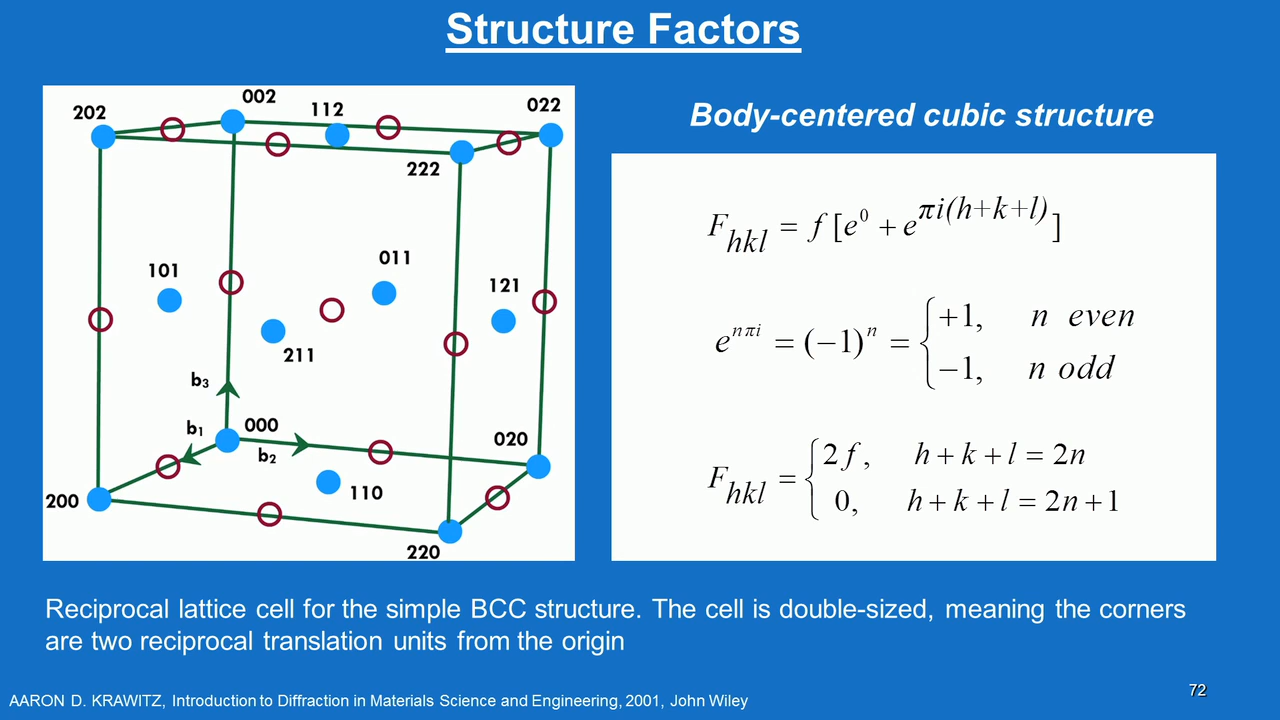 Structure Factors
202
002
112
022
222
101
011
121
211
b₃
b₁
000
b₂
020
200
110
220
Body-centered cubic structure
F_hkl = f [e⁰ + e^πi(h+k+l)]
e^nπi = (−1)^n = { +1, n even
−1, n odd
F_hkl = { 2f, h + k + l = 2n
0, h + k + l = 2n + 1
Reciprocal lattice cell for the simple BCC structure. The cell is double-sized, meaning the corners
are two reciprocal translation units from the origin
AARON D. KRAWITZ, Introduction to Diffraction in Materials Science and Engineering, 2001, John Wiley
72